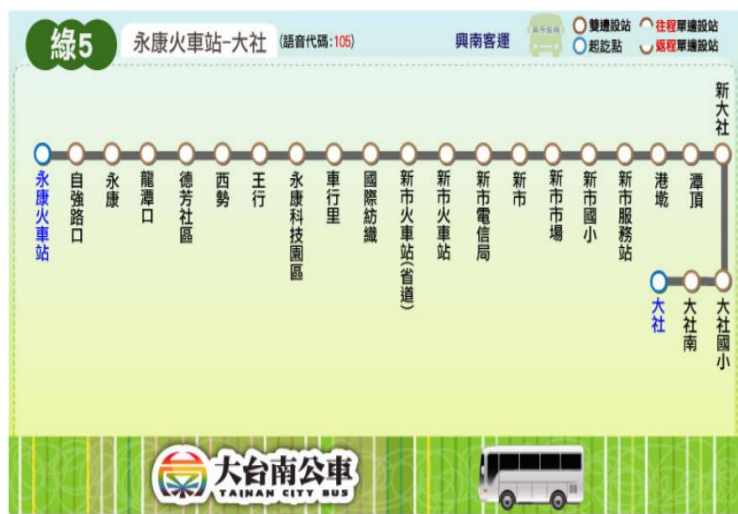 綠5
永康火車站-大社 (語音代碼:105)
興南客運
雙邊設站
往程單邊設站
起訖點
返程單邊設站
永康火車站
自強路口
永康
龍潭口
德芳社區
西勢
王行
永康科技園區
車行里
國際紡織
新市火車站(省道)
新市火車站
新市電信局
新市
新市市場
新市國小
新市服務站
港墘
潭頂
新大社
大社國小
大社南
大社
大台南公車
TAINAN CITY BUS